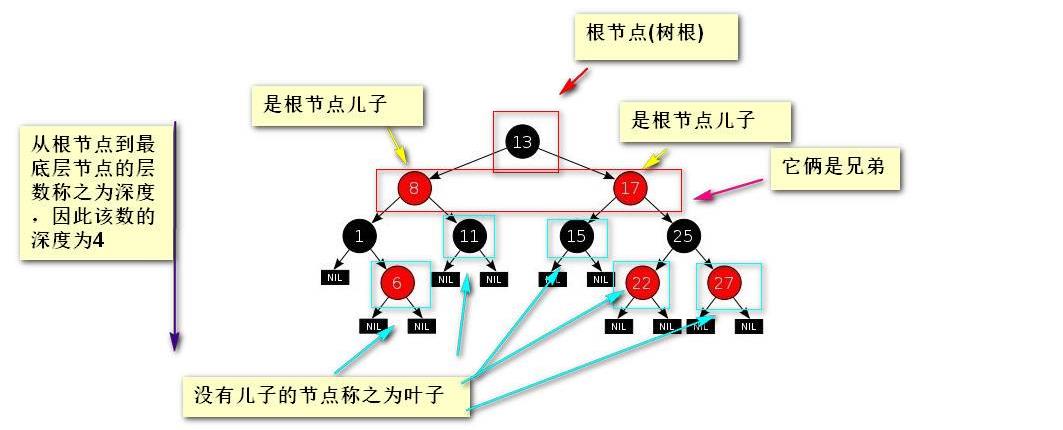 根节点(树根)
是根节点儿子
是根节点儿子
从根节点到最
底层节点的层
数称之为深度
．因此该数的
深度为4
它俩是兄弟
13
8
17
1
11
15
25
NIL
6
NIL
NIL
NIL
NIL
22
27
NIL
NIL
NIL
NIL
NIL
NIL
没有儿子的节点称之为叶子